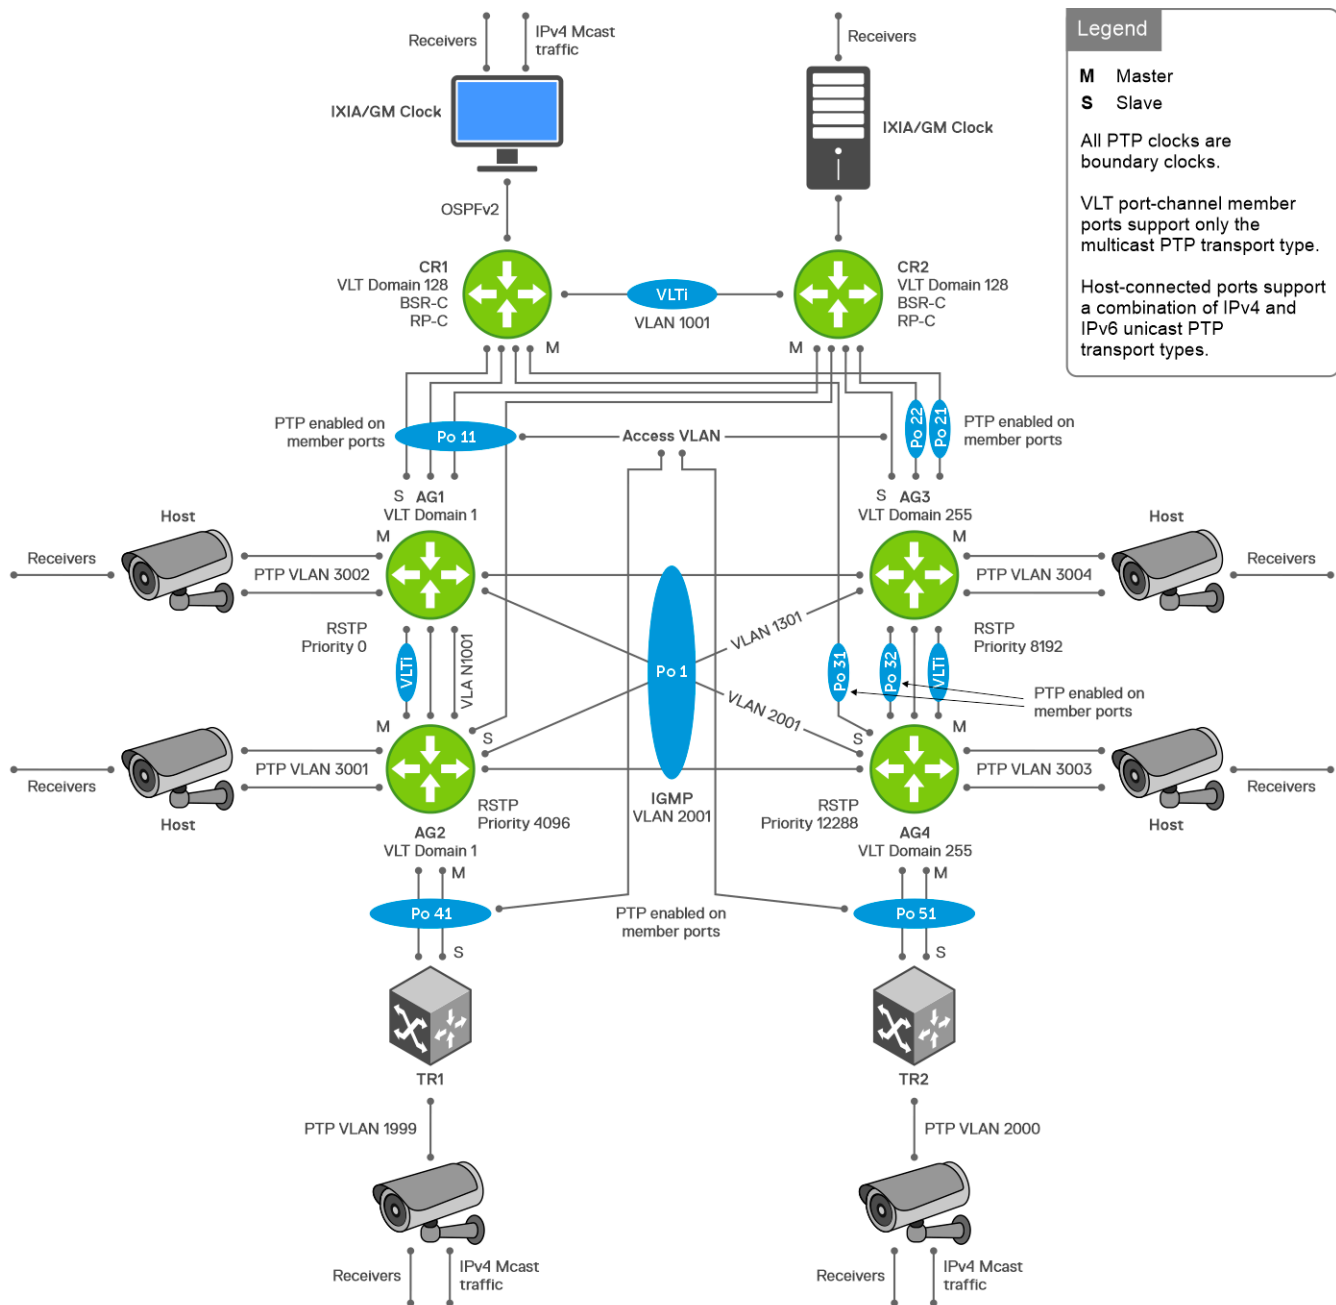 Receivers
IPv4 Mcast
traffic
IXIA/GM Clock
Receivers
IXIA/GM Clock
Legend
M Master
S Slave
All PTP clocks are
boundary clocks.
VLT port-channel member
ports support only the
multicast PTP transport type.
Host-connected ports support
a combination of IPv4 and
IPv6 unicast PTP
transport types.
OSPFv2
CR1
VLT Domain 128
BSR-C
RP-C
VLTi
VLAN 1001
CR2
VLT Domain 128
BSR-C
RP-C
M
M
PTP enabled on
member ports
Po 11
Access VLAN
Po 22
Po 21
PTP enabled on
member ports
S
AG1
VLT Domain 1
S
AG3
VLT Domain 255
Host
M
M
Host
Receivers
PTP VLAN 3002
PTP VLAN 3004
Receivers
RSTP
Priority 0
VLTi
VLA N1001
Po 1
VLAN 1301
VLAN 2001
Po 31
Po 32
VLTi
RSTP
Priority 8192
PTP enabled on
member ports
M
S
S
M
Receivers
PTP VLAN 3001
PTP VLAN 3003
Receivers
Host
RSTP
Priority 4096
IGMP
VLAN 2001
RSTP
Priority 12288
Host
AG2
VLT Domain 1
AG4
VLT Domain 255
M
M
Po 41
PTP enabled on
member ports
Po 51
S
S
TR1
TR2
PTP VLAN 1999
PTP VLAN 2000
Receivers
IPv4 Mcast
traffic
Receivers
IPv4 Mcast
traffic